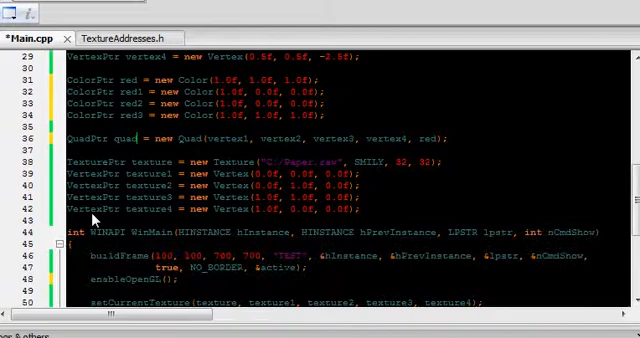 *Main.cpp TextureAddresses.h
29 VertexPtr vertex4 = new Vertex(0.5f, 0.5f, -2.5f);
30
31 ColorPtr red = new Color(1.0f, 1.0f, 1.0f);
32 ColorPtr red1 = new Color(1.0f, 0.0f, 0.0f);
33 ColorPtr red2 = new Color(1.0f, 0.0f, 0.0f);
34 ColorPtr red3 = new Color(1.0f, 1.0f, 1.0f);
35
36 QuadPtr quad = new Quad(vertex1, vertex2, vertex3, vertex4, red);
38 TexturePtr texture = new Texture("C:/Paper.raw", SMILY, 32, 32);
39 VertexPtr texture1 = new Vertex(0.0f, 0.0f, 0.0f);
40 VertexPtr texture2 = new Vertex(0.0f, 1.0f, 0.0f);
41 VertexPtr texture3 = new Vertex(1.0f, 1.0f, 0.0f);
42 VertexPtr texture4 = new Vertex(1.0f, 0.0f, 0.0f);
43
44 int WINAPI WinMain(HINSTANCE hInstance, HINSTANCE hPrevInstance, LPSTR lpstr, int nCmdShow)
45 {
46 buildFrame(100, 100, 700, 700, "TEST", &hInstance, &hPrevInstance, &lpstr, &nCmdShow,
47 true, NO_BORDER, &active);
48 enableOpenGL();
50 setCurrentTexture(texture, texture1, texture2, texture3, texture4);
& others